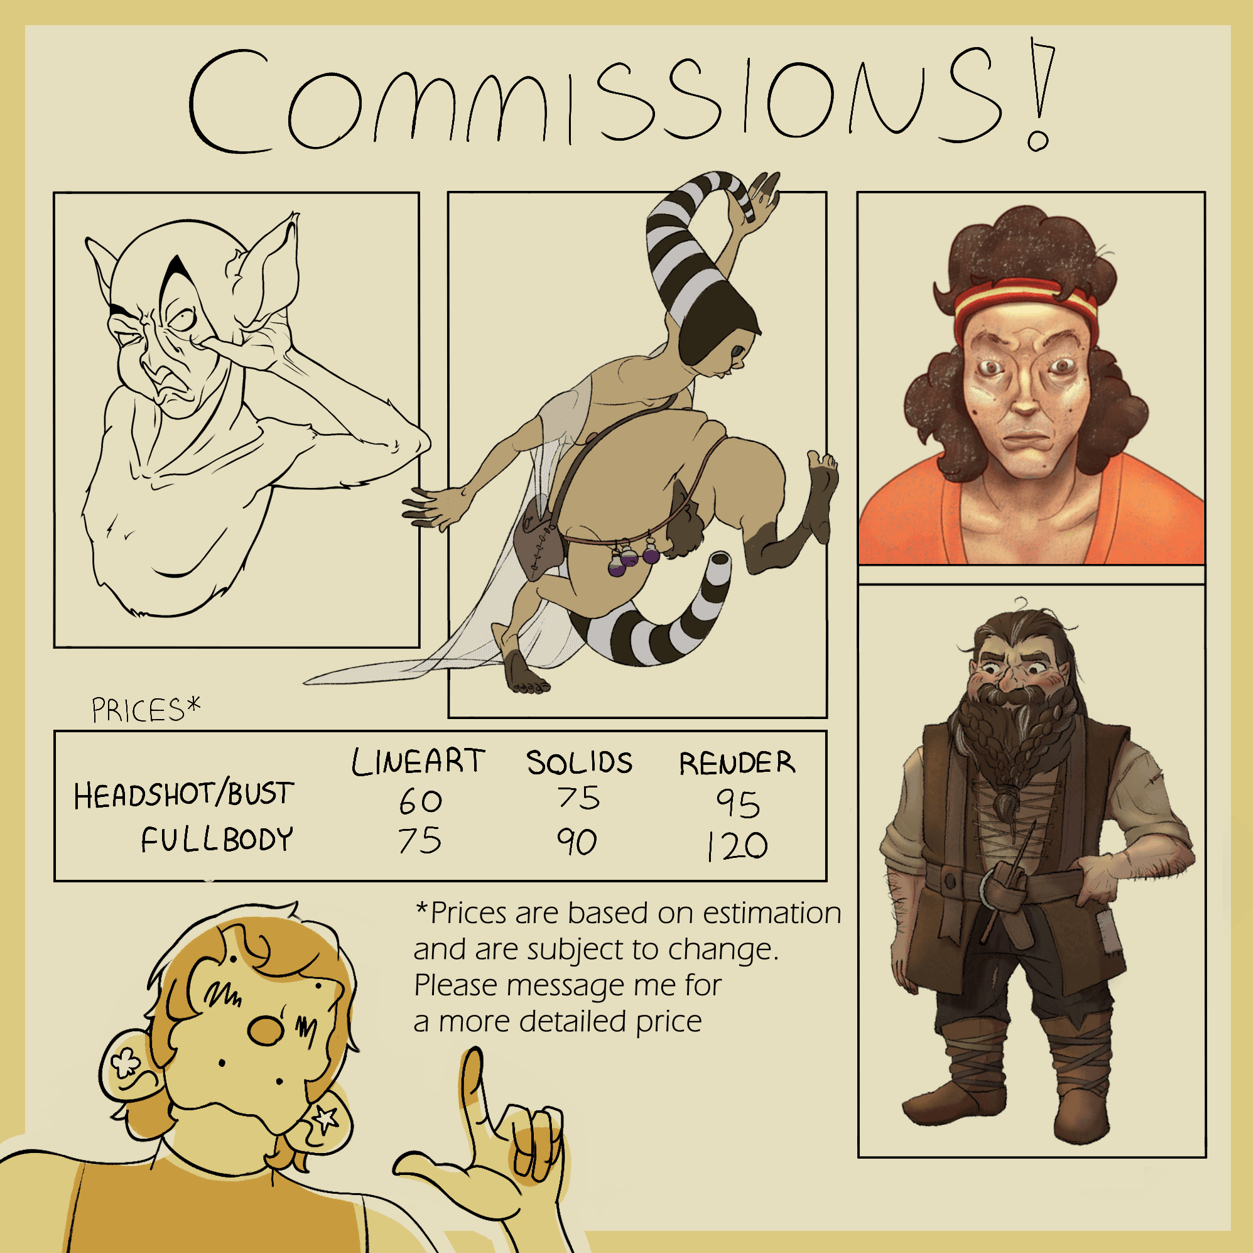 COMMISSIONS!
PRICES*
LINEART SOLIDS RENDER
HEADSHOT/BUST 60 75 95
FULLBODY 75 90 120
*Prices are based on estimation
and are subject to change.
Please message me for
a more detailed price